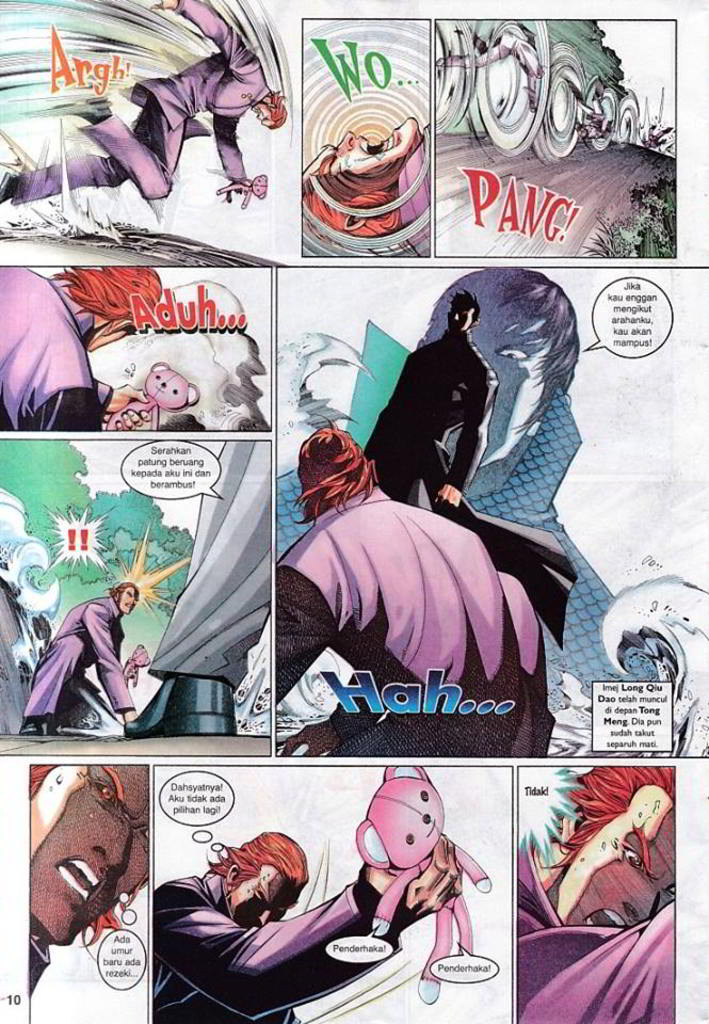 Argh!
WO...
PANG!
Aduh...
Jika
kau enggan
mengikut
arahanku,
kau akan
mampus!
Serahkan
patung beruang
kepada aku ini dan
berambus!
!!
Hah...
Imej Long Qiu
Dao telah muncul
di depan Tong
Meng. Dia pun
sudah takut
separuh mati.
Ada
umur
baru ada
rezeki...
Dahsyatnya!
Aku tidak ada
pilihan lagi!
Penderhaka!
Penderhaka!
Tidak!
10